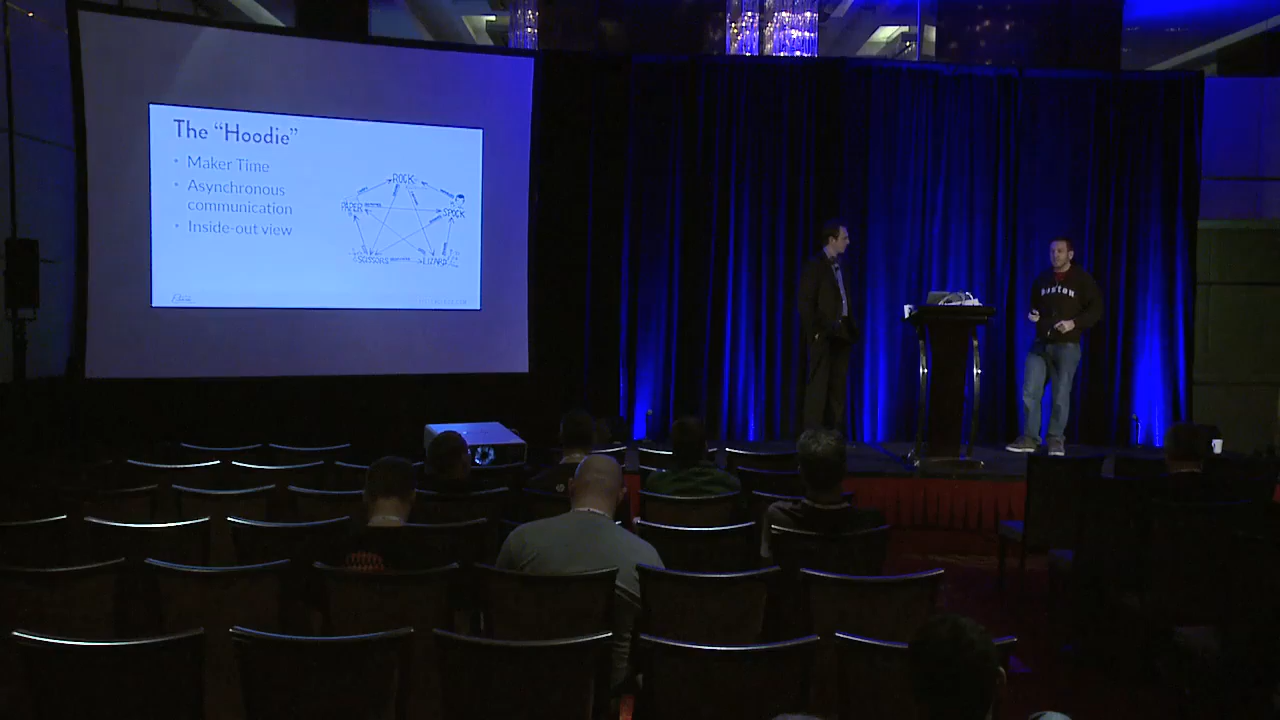 The “Hoodie”
• Maker Time
• Asynchronous
communication
• Inside-out view
ROCK
PAPER
SPOCK
SCISSORS
LIZARD
boston